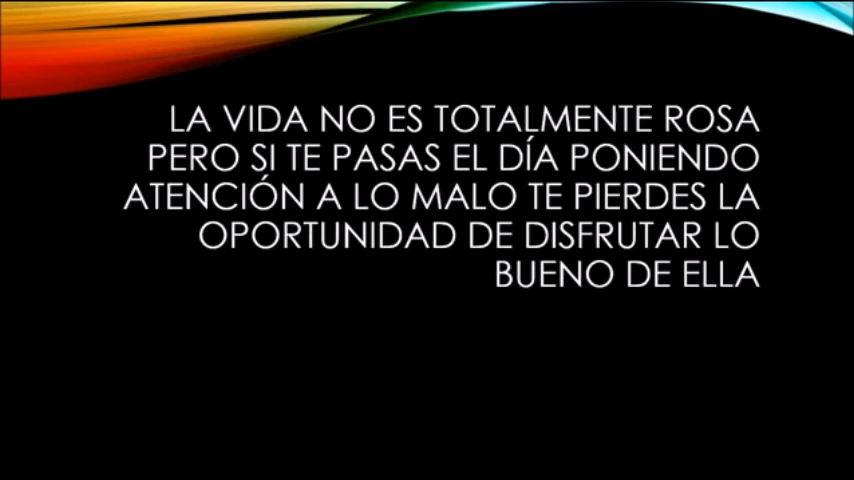 LA VIDA NO ES TOTALMENTE ROSA
PERO SI TE PASAS EL DÍA PONIENDO
ATENCIÓN A LO MALO TE PIERDES LA
OPORTUNIDAD DE DISFRUTAR LO
BUENO DE ELLA